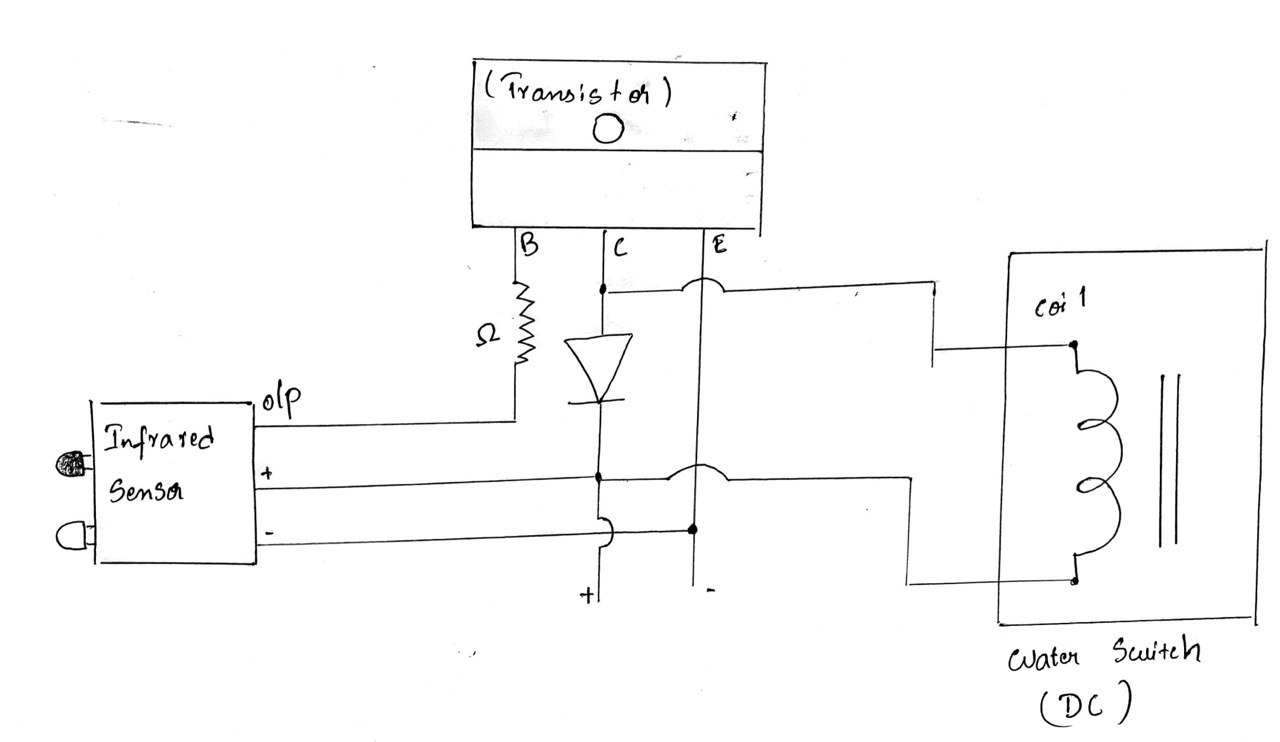 (Transistor)
B
C
E
Ω
coil
o/p
Infrared
+
Sensor
-
+
-
Water Switch
(DC)